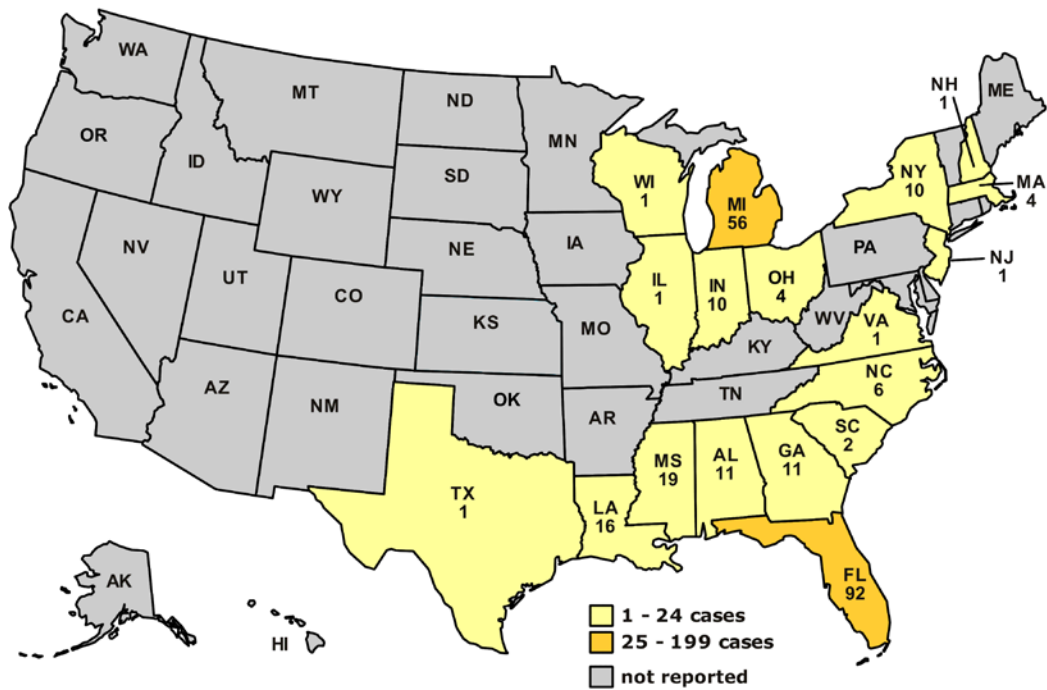 WA
MT
ND
MN
NH
1
ME
OR
ID
SD
WI
1
MI
56
NY
10
MA
4
WY
NV
UT
CO
NE
IA
IL
1
IN
10
OH
4
PA
NJ
1
CA
KS
MO
KY
WV
VA
1
AZ
NM
OK
AR
TN
NC
6
SC
2
TX
1
LA
16
MS
19
AL
11
GA
11
FL
92
AK
HI
1 - 24 cases
25 - 199 cases
not reported